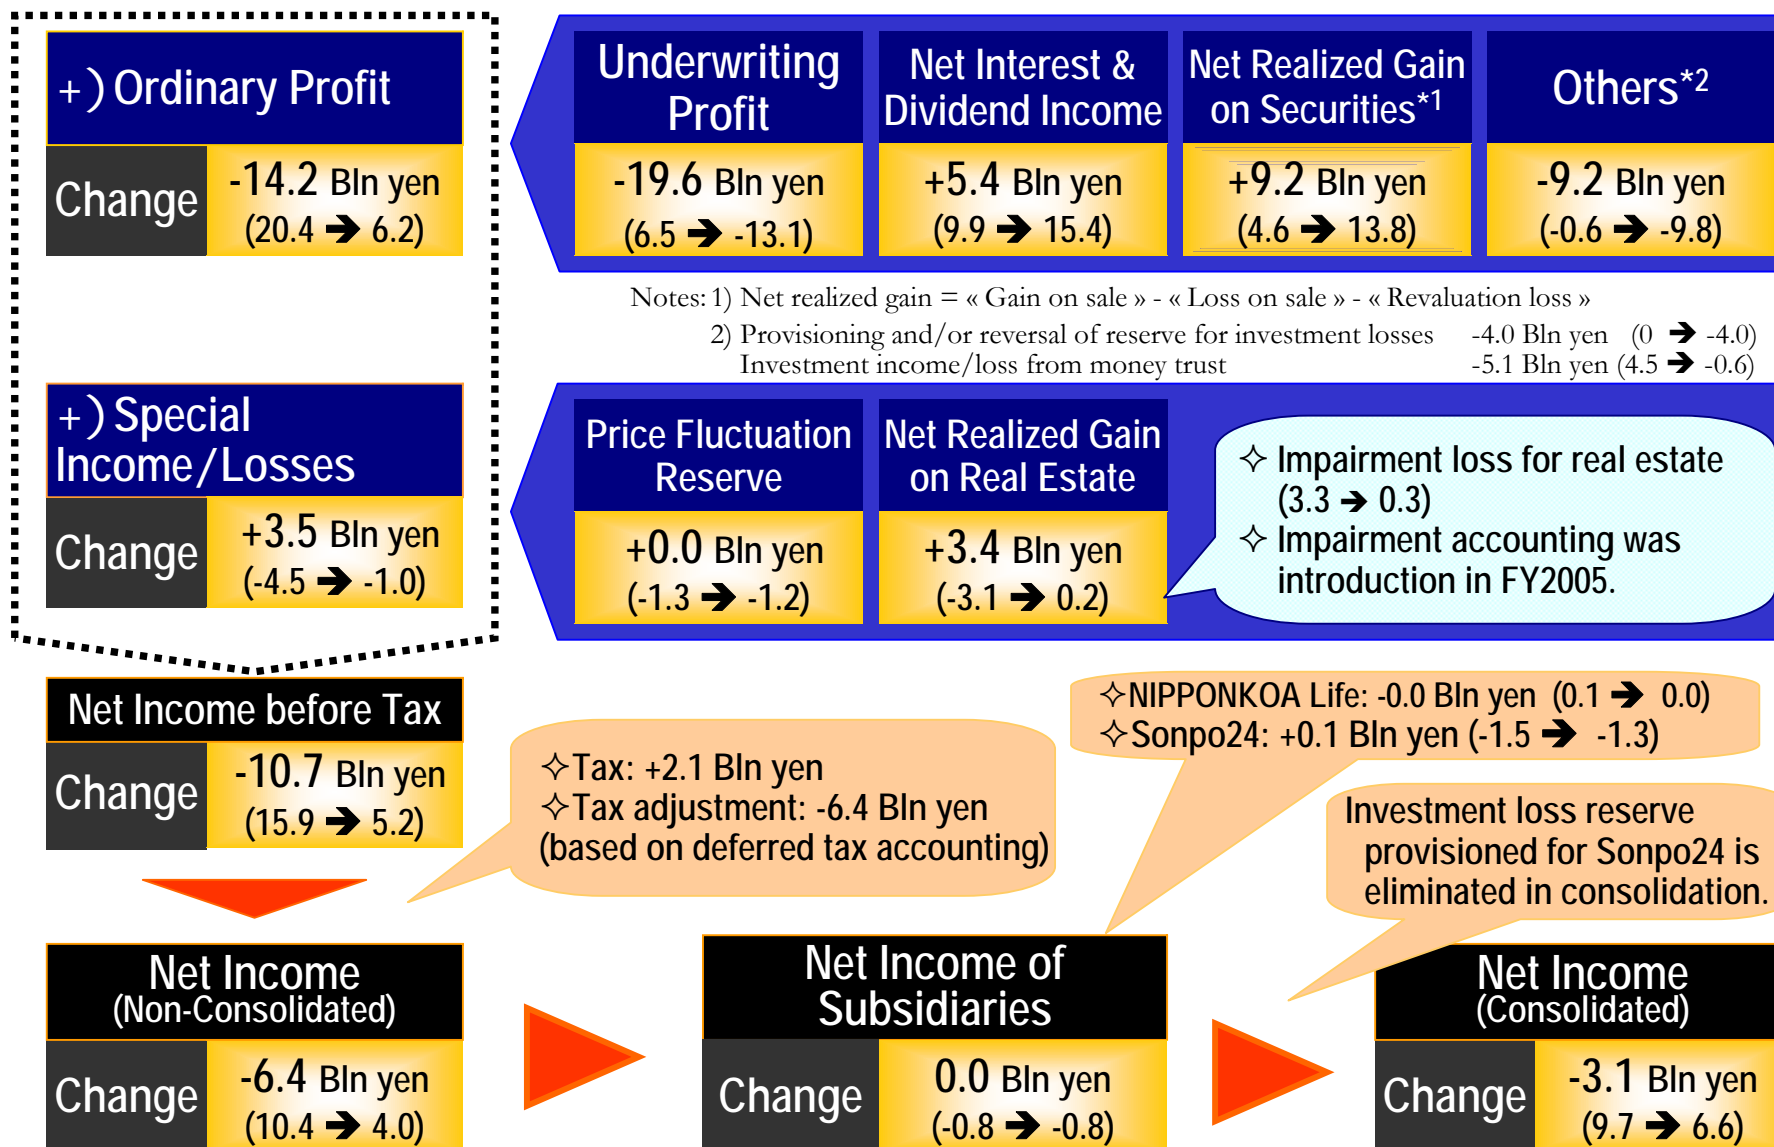 +) Ordinary Profit
Change
-14.2 Bln yen
(20.4 ➔ 6.2)
Underwriting
Profit
-19.6 Bln yen
(6.5 ➔ -13.1)
Net Interest &
Dividend Income
+5.4 Bln yen
(9.9 ➔ 15.4)
Net Realized Gain
on Securities*1
+9.2 Bln yen
(4.6 ➔ 13.8)
Others*2
-9.2 Bln yen
(-0.6 ➔ -9.8)
Notes: 1) Net realized gain = « Gain on sale » - « Loss on sale » - « Revaluation loss »
2) Provisioning and/or reversal of reserve for investment losses -4.0 Bln yen (0 ➔ -4.0)
Investment income/loss from money trust -5.1 Bln yen (4.5 ➔ -0.6)
+) Special
Income/Losses
Change
+3.5 Bln yen
(-4.5 ➔ -1.0)
Price Fluctuation
Reserve
+0.0 Bln yen
(-1.3 ➔ -1.2)
Net Realized Gain
on Real Estate
+3.4 Bln yen
(-3.1 ➔ 0.2)
✧ Impairment loss for real estate
(3.3 ➔ 0.3)
✧ Impairment accounting was
introduction in FY2005.
Net Income before Tax
Change
-10.7 Bln yen
(15.9 ➔ 5.2)
✧Tax: +2.1 Bln yen
✧Tax adjustment: -6.4 Bln yen
(based on deferred tax accounting)
✧NIPPONKOA Life: -0.0 Bln yen (0.1 ➔ 0.0)
✧Sonpo24: +0.1 Bln yen (-1.5 ➔ -1.3)
Investment loss reserve
provisioned for Sonpo24 is
eliminated in consolidation.
Net Income
(Non-Consolidated)
Change
-6.4 Bln yen
(10.4 ➔ 4.0)
Net Income of
Subsidiaries
Change
0.0 Bln yen
(-0.8 ➔ -0.8)
Net Income
(Consolidated)
Change
-3.1 Bln yen
(9.7 ➔ 6.6)